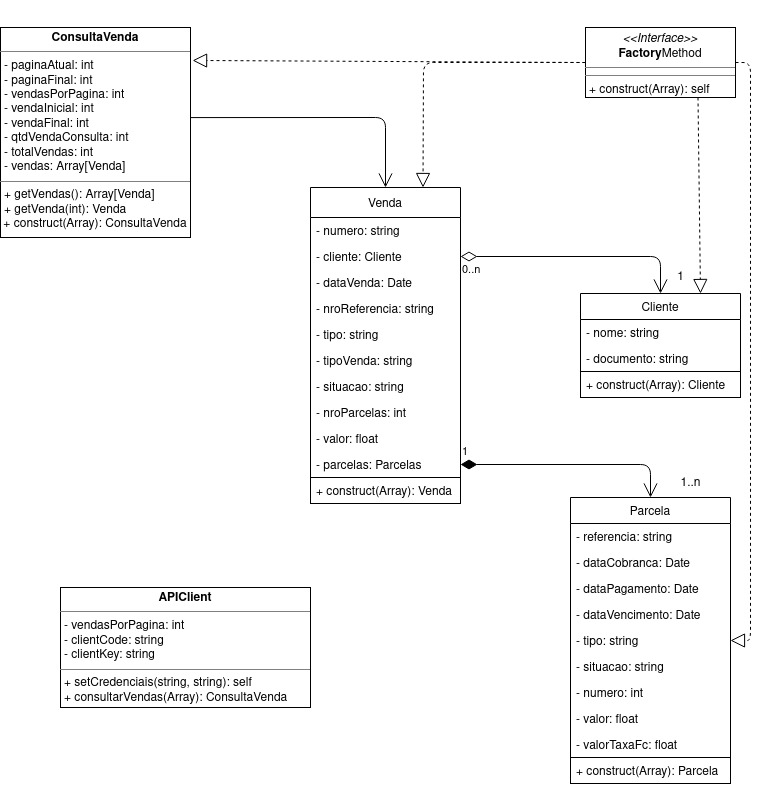 ConsultaVenda
- paginaAtual: int
- paginaFinal: int
- vendasPorPagina: int
- vendaInicial: int
- vendaFinal: int
- qtdVendaConsulta: int
- totalVendas: int
- vendas: Array[Venda]
+ getVendas(): Array[Venda]
+ getVenda(int): Venda
+ construct(Array): ConsultaVenda
<<Interface>>
FactoryMethod
+ construct(Array): self
Venda
- numero: string
- cliente: Cliente
- dataVenda: Date
- nroReferencia: string
- tipo: string
- tipoVenda: string
- situacao: string
- nroParcelas: int
- valor: float
- parcelas: Parcelas
+ construct(Array): Venda
0..n
1
Cliente
- nome: string
- documento: string
+ construct(Array): Cliente
1
1..n
Parcela
- referencia: string
- dataCobranca: Date
- dataPagamento: Date
- dataVencimento: Date
- tipo: string
- situacao: string
- numero: int
- valor: float
- valorTaxaFc: float
+ construct(Array): Parcela
APIClient
- vendasPorPagina: int
- clientCode: string
- clientKey: string
+ setCredenciais(string, string): self
+ consultarVendas(Array): ConsultaVenda